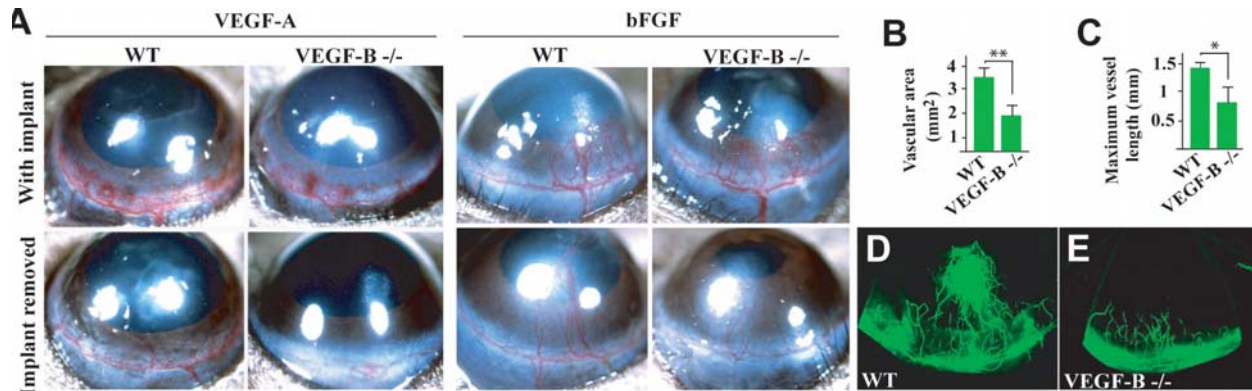 A
VEGF-A
bFGF
WT
VEGF-B -/-
WT
VEGF-B -/-
With implant
Implant removed
B
Vascular area
(mm²)
4
3
2
1
**
WT
VEGF-B -/-
C
Maximum vessel
length (mm)
1.5
1
0.5
*
WT
VEGF-B -/-
D
WT
E
VEGF-B -/-